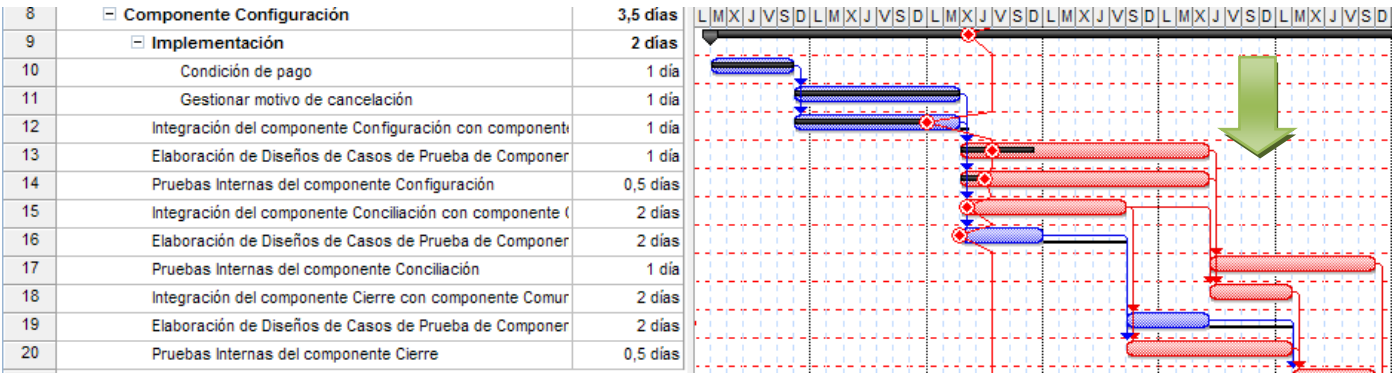 8 Componente Configuración 3,5 días L M X J V S D L M X J V S D L M X J V S D L M X J V S D L M X J V S D L M X J V S D
9 Implementación 2 días
10 Condición de pago 1 día
11 Gestionar motivo de cancelación 1 día
12 Integración del componente Configuración con component 1 día
13 Elaboración de Diseños de Casos de Prueba de Componer 1 día
14 Pruebas Internas del componente Configuración 0,5 días
15 Integración del componente Conciliación con componente ( 2 días
16 Elaboración de Diseños de Casos de Prueba de Componer 2 días
17 Pruebas Internas del componente Conciliación 1 día
18 Integración del componente Cierre con componente Comur 2 días
19 Elaboración de Diseños de Casos de Prueba de Componer 2 días
20 Pruebas Internas del componente Cierre 0,5 días